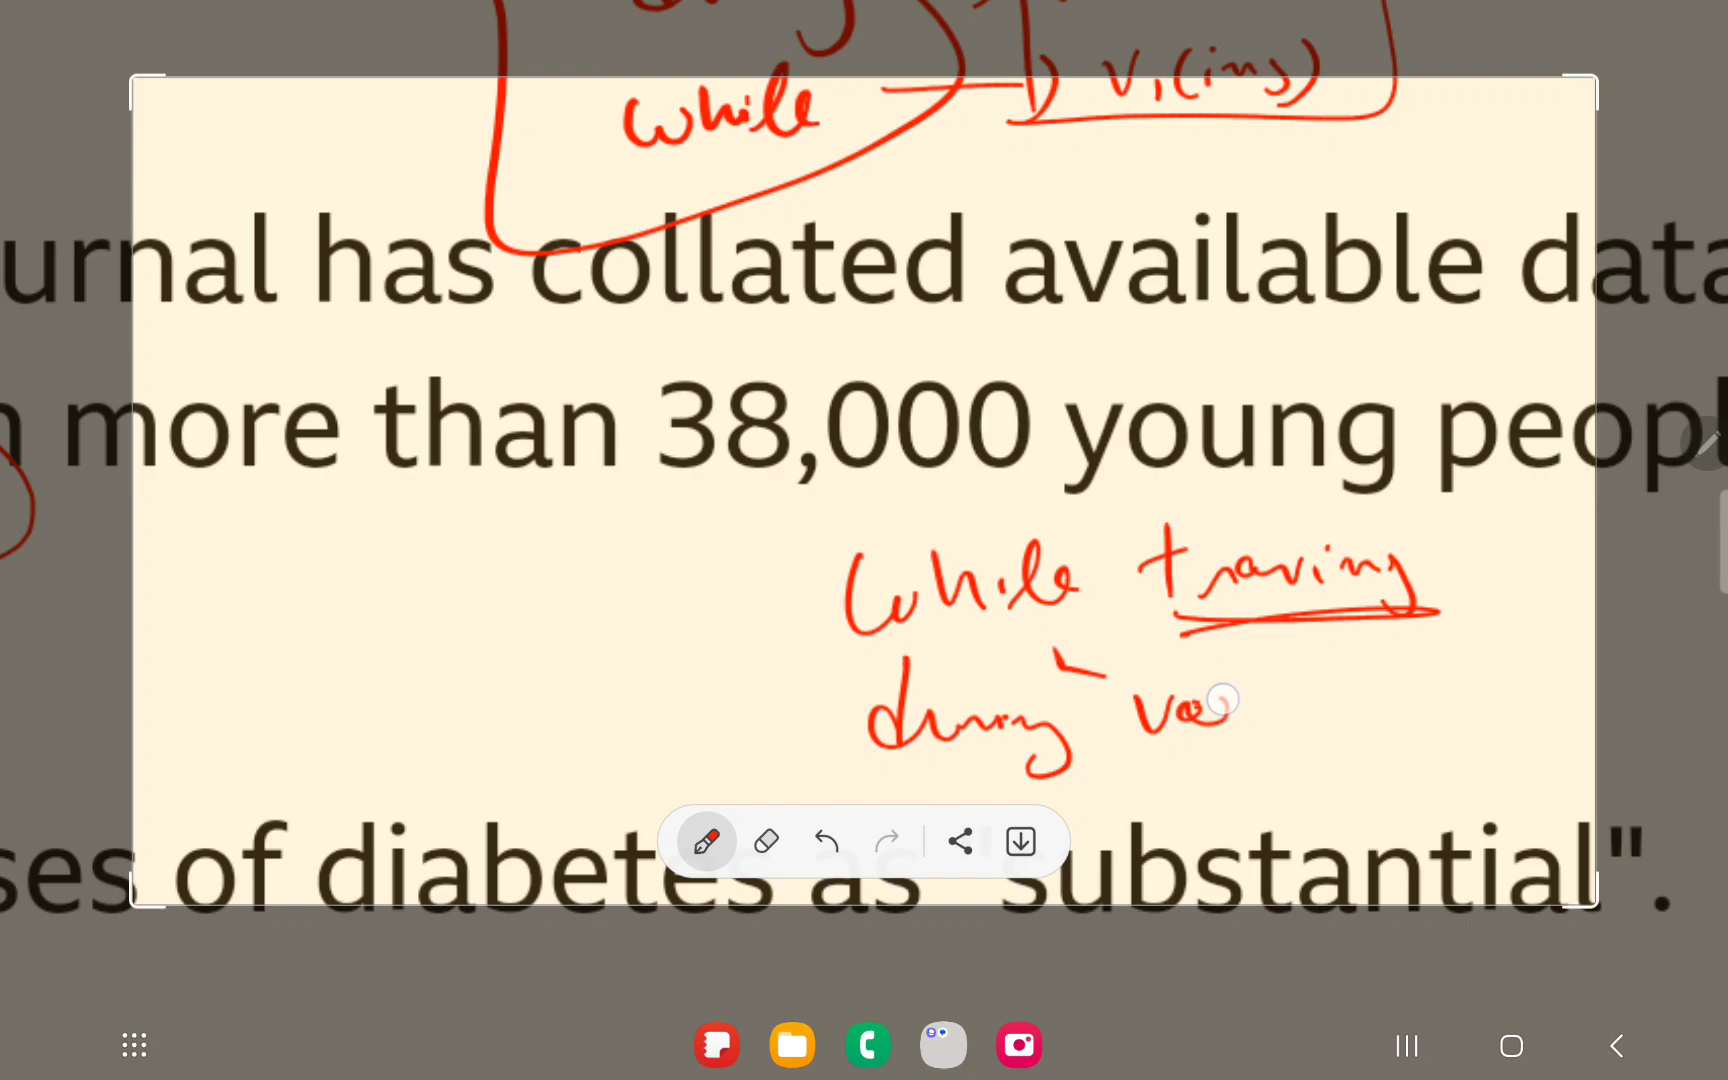 while V1(ing)
urnal has collated available data
more than 38,000 young peopl
While traving
during
ses of diabetes as "substantial".